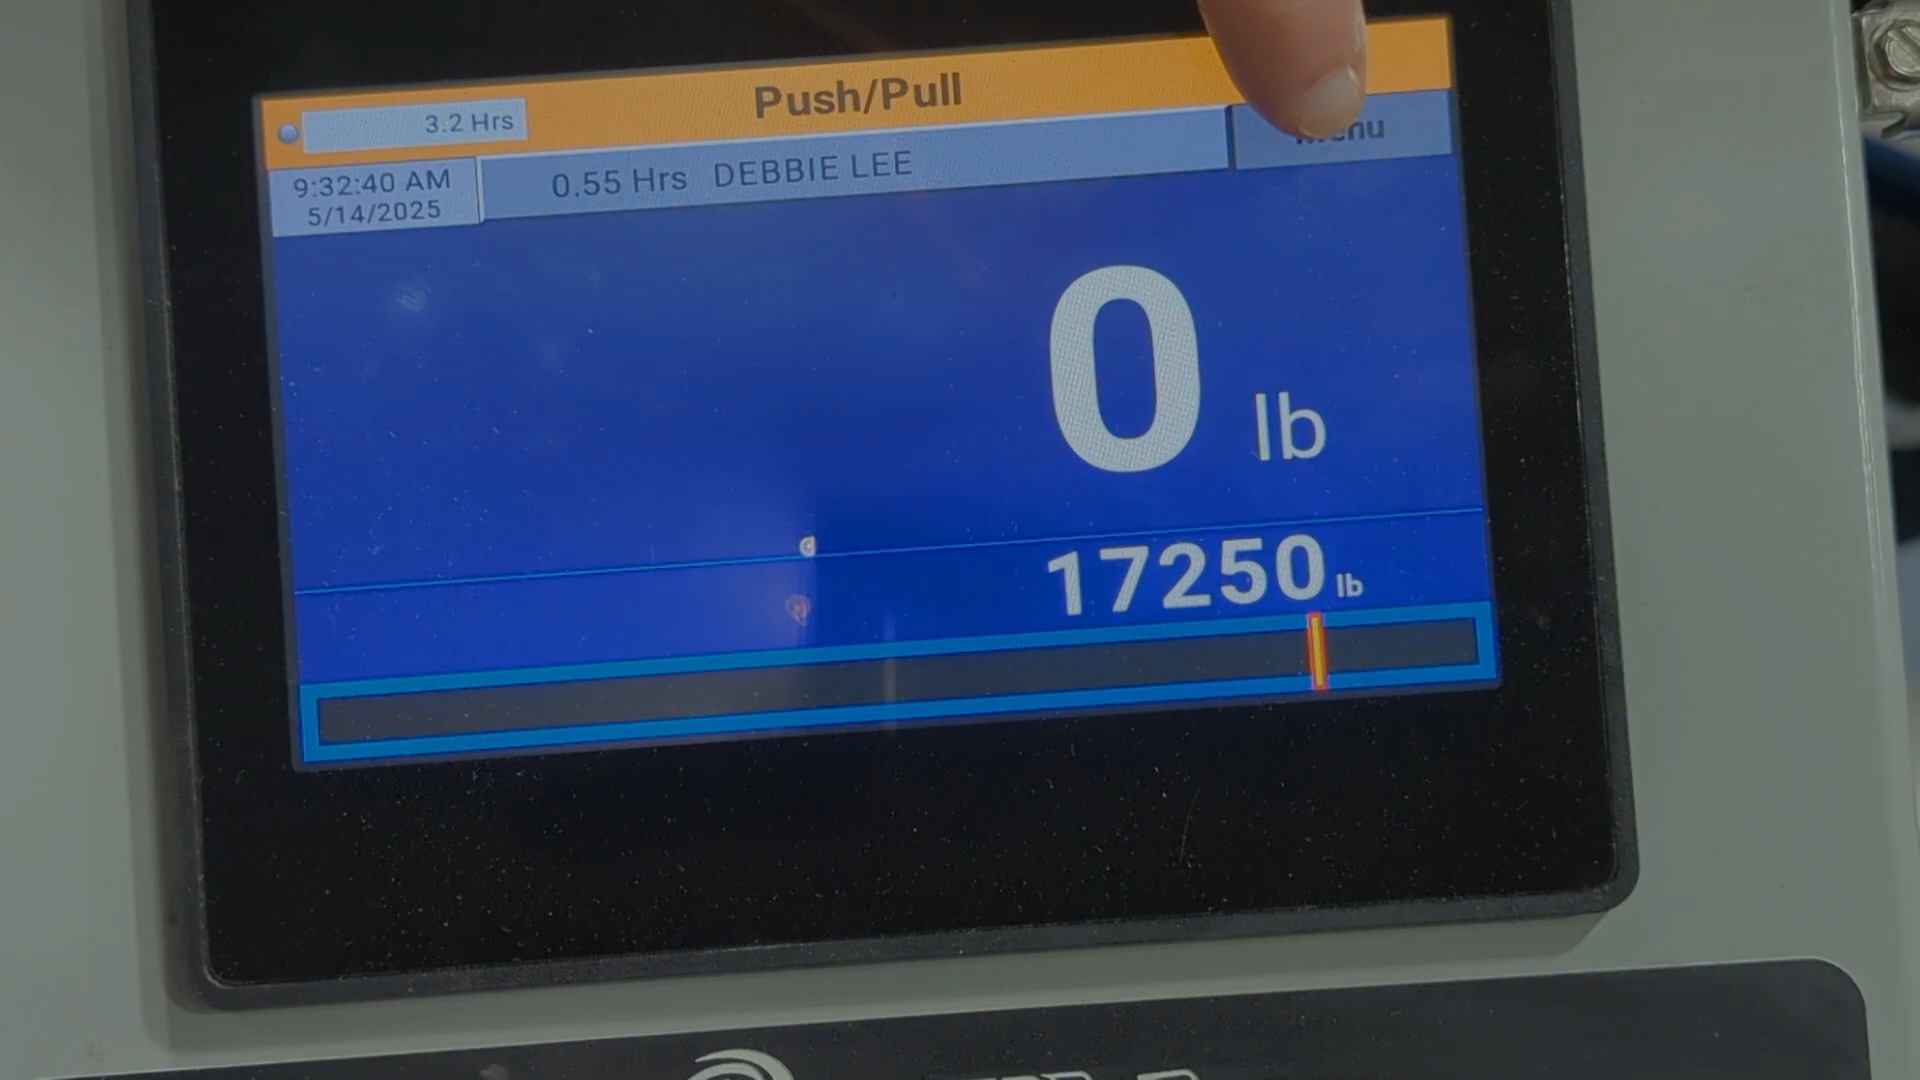 Push/Pull
3.2 Hrs
Menu
9:32:40 AM
5/14/2025
0.55 Hrs DEBBIE LEE
0 lb
17250 lb